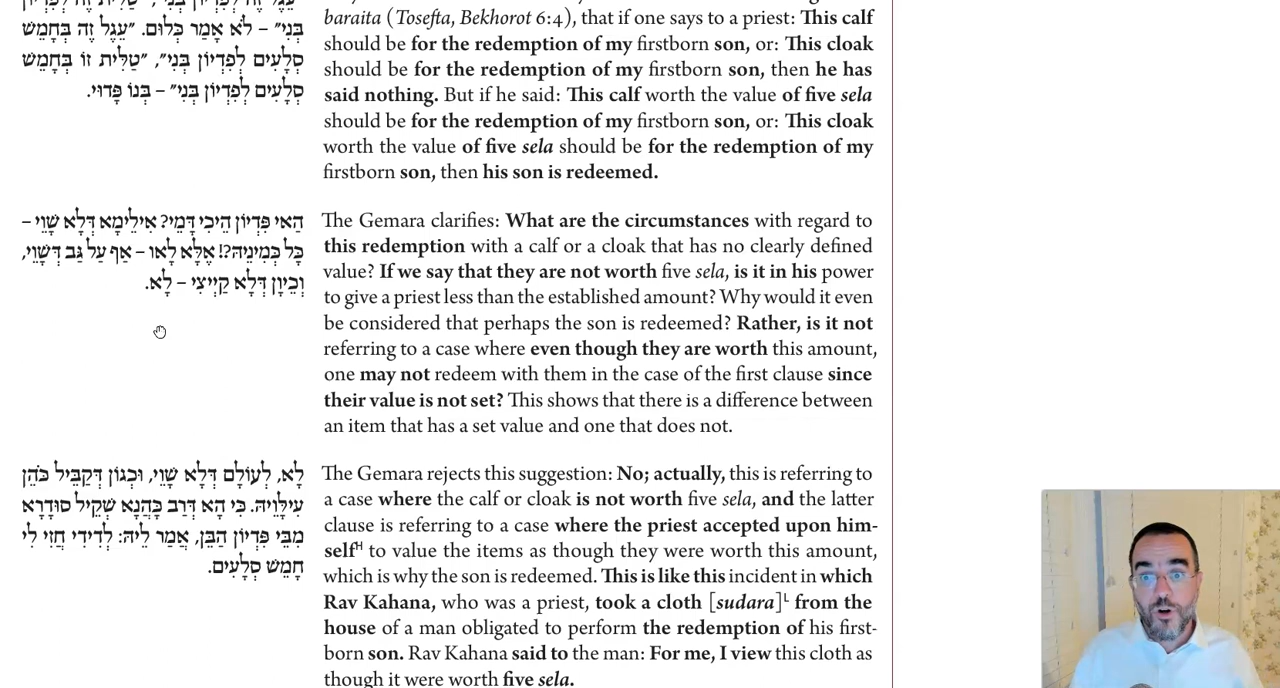 בְּנִי״ – לֹא אָמַר כְּלוּם. ״עֵגֶל זֶה בְּחָמֵשׁ
סְלָעִים לְפִדְיוֹן בְּנִי״, ״טַלִּית זוֹ בְּחָמֵשׁ
סְלָעִים לְפִדְיוֹן בְּנִי״ – בְּנוֹ פָּדוּי.
baraita (Tosefta, Bekhorot 6:4), that if one says to a priest: This calf
should be for the redemption of my firstborn son, or: This cloak
should be for the redemption of my firstborn son, then he has
said nothing. But if he said: This calf worth the value of five sela
should be for the redemption of my firstborn son, or: This cloak
worth the value of five sela should be for the redemption of my
firstborn son, then his son is redeemed.
הַאי פִּדְיוֹן הֵיכִי דָּמֵי? אִילֵּימָא דְּלָא שָׁוֵי –
כָּל כְּמִינֵיהּ?! אֶלָּא לָאו – אַף עַל גַּב דְּשָׁוֵי,
וְכֵיוָן דְּלָא קַיִיצִי – לָא.
The Gemara clarifies: What are the circumstances with regard to
this redemption with a calf or a cloak that has no clearly defined
value? If we say that they are not worth five sela, is it in his power
to give a priest less than the established amount? Why would it even
be considered that perhaps the son is redeemed? Rather, is it not
referring to a case where even though they are worth this amount,
one may not redeem with them in the case of the first clause since
their value is not set? This shows that there is a difference between
an item that has a set value and one that does not.
לָא, לְעוֹלָם דְּלָא שָׁוֵי, וּכְגוֹן דְּקַבֵּיל כֹּהֵן
עִילָּוֵיהּ. כִּי הָא דְּרַב כָּהֲנָא שְׁקֵיל סוּדָרָא
מִבֵּי פִּדְיוֹן הַבֵּן, אֲמַר לֵיהּ: לְדִידִי חֲזֵי לִי
חָמֵשׁ סְלָעִים.
The Gemara rejects this suggestion: No; actually, this is referring to
a case where the calf or cloak is not worth five sela, and the latter
clause is referring to a case where the priest accepted upon him-
selfᴴ to value the items as though they were worth this amount,
which is why the son is redeemed. This is like this incident in which
Rav Kahana, who was a priest, took a cloth [sudara]ᴸ from the
house of a man obligated to perform the redemption of his first-
born son. Rav Kahana said to the man: For me, I view this cloth as
though it were worth five sela.